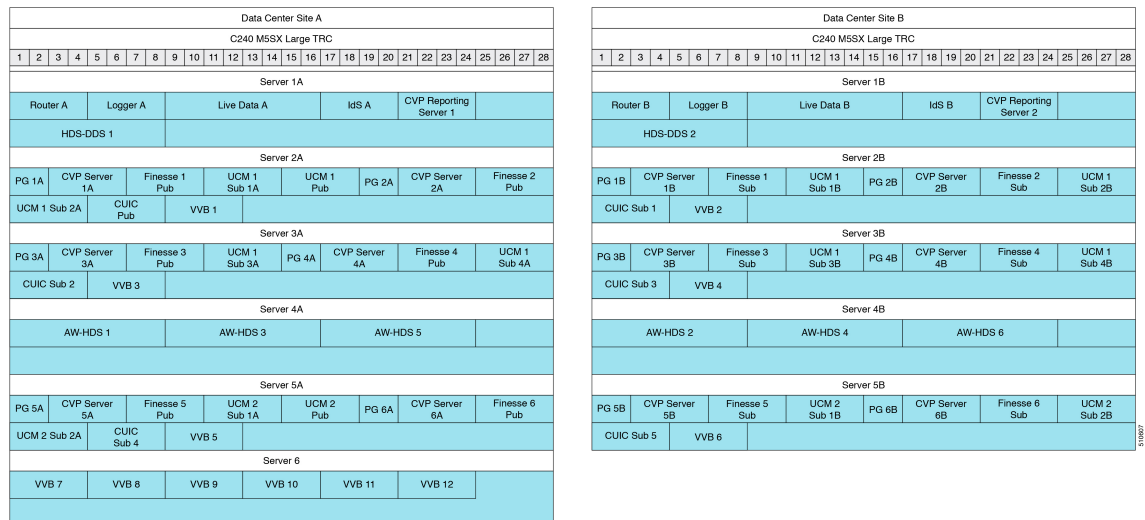 Data Center Site A
C240 M5SX Large TRC
1 2 3 4 5 6 7 8 9 10 11 12 13 14 15 16 17 18 19 20 21 22 23 24 25 26 27 28
Server 1A
Router A Logger A Live Data A IdS A CVP Reporting
Server 1
HDS-DDS 1
Server 2A
PG 1A CVP Server Finesse 1 UCM 1 UCM 1 PG 2A CVP Server Finesse 2
1A Pub Sub 1A Pub 2A Pub
UCM 1 Sub 2A CUIC VVB 1
Pub
Server 3A
PG 3A CVP Server Finesse 3 UCM 1 PG 4A CVP Server Finesse 4 UCM 1
3A Pub Sub 3A 4A Pub Sub 4A
CUIC Sub 2 VVB 3
Server 4A
AW-HDS 1 AW-HDS 3 AW-HDS 5
Server 5A
PG 5A CVP Server Finesse 5 UCM 2 UCM 2 PG 6A CVP Server Finesse 6
5A Pub Sub 1A Pub 6A Pub
UCM 2 Sub 2A CUIC VVB 5
Sub 4
Server 6
VVB 7 VVB 8 VVB 9 VVB 10 VVB 11 VVB 12
Data Center Site B
C240 M5SX Large TRC
1 2 3 4 5 6 7 8 9 10 11 12 13 14 15 16 17 18 19 20 21 22 23 24 25 26 27 28
Server 1B
Router B Logger B Live Data B IdS B CVP Reporting
Server 2
HDS-DDS 2
Server 2B
PG 1B CVP Server Finesse 1 UCM 1 PG 2B CVP Server Finesse 2 UCM 1
1B Sub Sub 1B 2B Sub Sub 2B
CUIC Sub 1 VVB 2
Server 3B
PG 3B CVP Server Finesse 3 UCM 1 PG 4B CVP Server Finesse 4 UCM 1
3B Sub Sub 3B 4B Sub Sub 4B
CUIC Sub 3 VVB 4
Server 4B
AW-HDS 2 AW-HDS 4 AW-HDS 6
Server 5B
PG 5B CVP Server Finesse 5 UCM 2 PG 6B CVP Server Finesse 6 UCM 2
5B Sub Sub 1B 6B Sub Sub 2B
CUIC Sub 5 VVB 6
510607